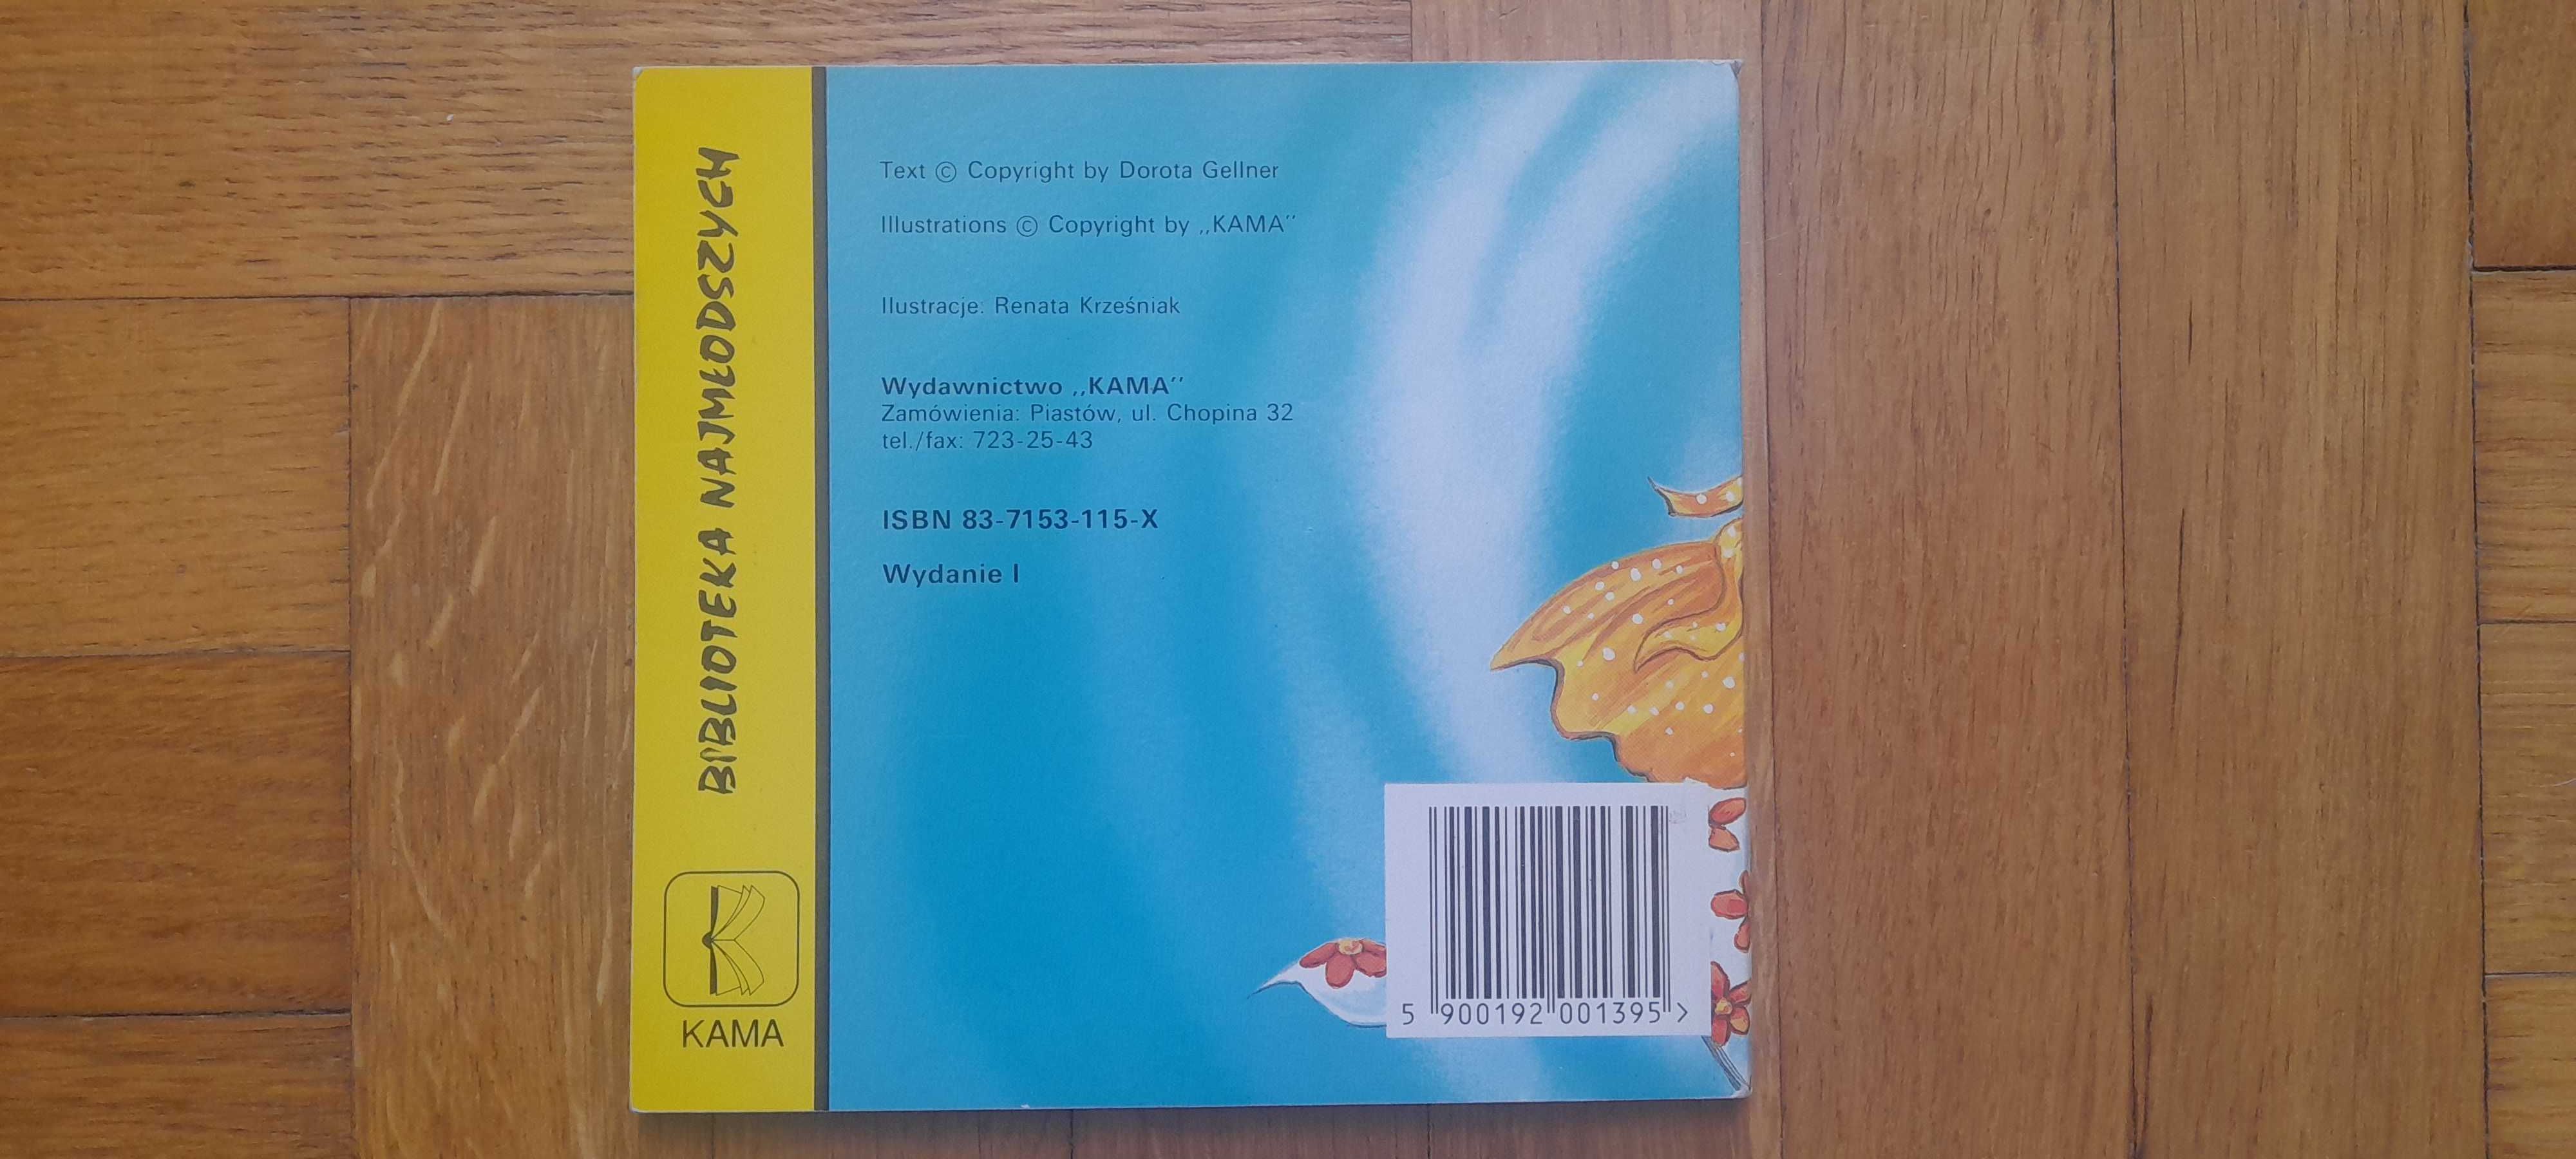 BIBLIOTEKA NAJMŁODSZYCH
KAMA
Text © Copyright by Dorota Gellner
Illustrations © Copyright by ,,KAMA''
Ilustracje: Renata Krześniak
Wydawnictwo ,,KAMA''
Zamówienia: Piastów, ul. Chopina 32
tel./fax: 723-25-43
ISBN 83-7153-115-X
Wydanie I
5 900192 001395 >